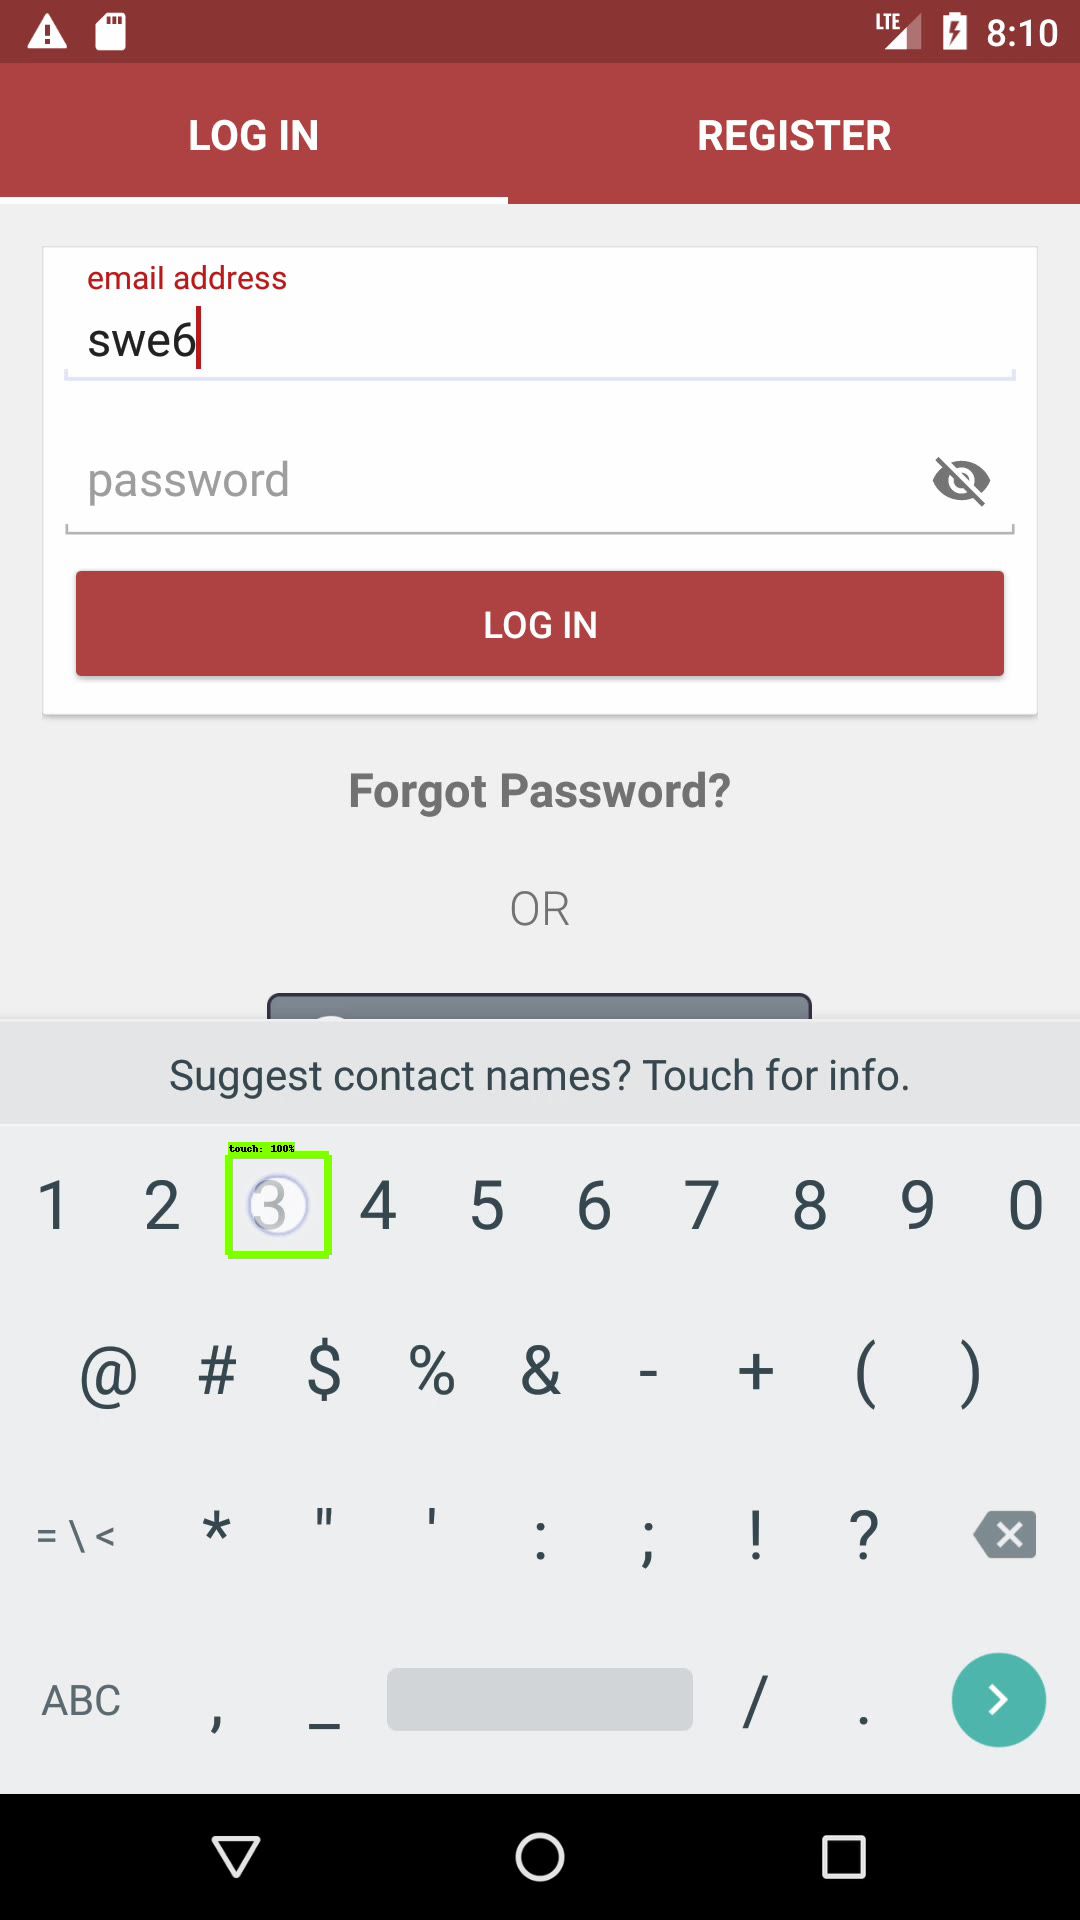 LTE 8:10
LOG IN REGISTER
email address
swe6
password
LOG IN
Forgot Password?
OR
Suggest contact names? Touch for info.
touch: 100%
1 2 3 4 5 6 7 8 9 0
@ # $ % & - + ( )
= \ < * " ' : ; ! ?
ABC , _ / .